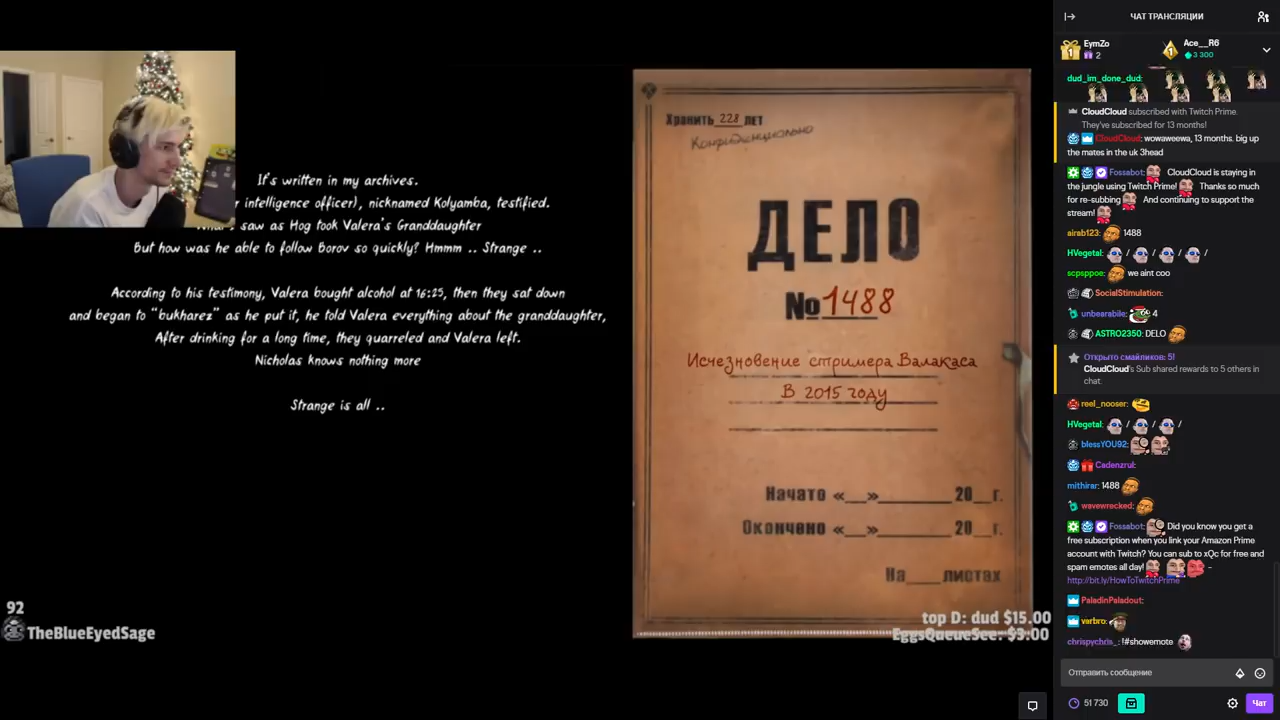 It's written in my archives.
r intelligence officer), nicknamed Kolyamba, testified.
saw as Hog took Valera's Granddaughter
But how was he able to follow Borov so quickly? Hmmm .. Strange ..
According to his testimony, Valera bought alcohol at 16:25, then they sat down
and began to "bukharez" as he put it, he told Valera everything about the granddaughter,
After drinking for a long time, they quarreled and Valera left.
Nicholas knows nothing more
Strange is all ..
92
TheBlueEyedSage
Хранить 228 лет
Конфиденциально
ДЕЛО
№ 1488
Исчезновение стримера Валакаса
В 2015 году
Начато «__»________ 20__г.
Окончено «__»________ 20__г.
На____листах
top D: dud $15.00
EggsQueueSee: $3.00
ЧАТ ТРАНСЛЯЦИИ
EymZo
2
Ace__R6
3 300
dud_im_done_dud:
CloudCloud subscribed with Twitch Prime.
They've subscribed for 13 months!
CloudCloud: wowaweewa, 13 months. big up
the mates in the uk 3head
Fossabot: CloudCloud is staying in
the jungle using Twitch Prime! Thanks so much
for re-subbing And continuing to support the
stream!
airab123: 1488
HVegetal: / / / /
scpsppoe: we aint coo
SocialStimulation:
unbearabile: 4
ASTRO2350: DELO
Открыто смайликов: 5!
CloudCloud's Sub shared rewards to 5 others in
chat.
reel_nooser:
HVegetal: / / /
blessYOU92:
Cadenzrul:
mithirar: 1488
wavewrecked:
Fossabot: Did you know you get a
free subscription when you link your Amazon Prime
account with Twitch? You can sub to xQc for free and
spam emotes all day! -
http://bit.ly/HowToTwitchPrime
PaladinPaladout:
varbro:
chrispychris_: !#showemote
Отправить сообщение
51 730
Чат